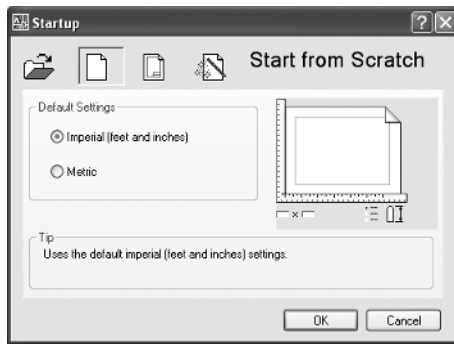 Startup
Start from Scratch
Default Settings
Imperial (feet and inches)
Metric
Tip
Uses the default imperial (feet and inches) settings.
OK
Cancel